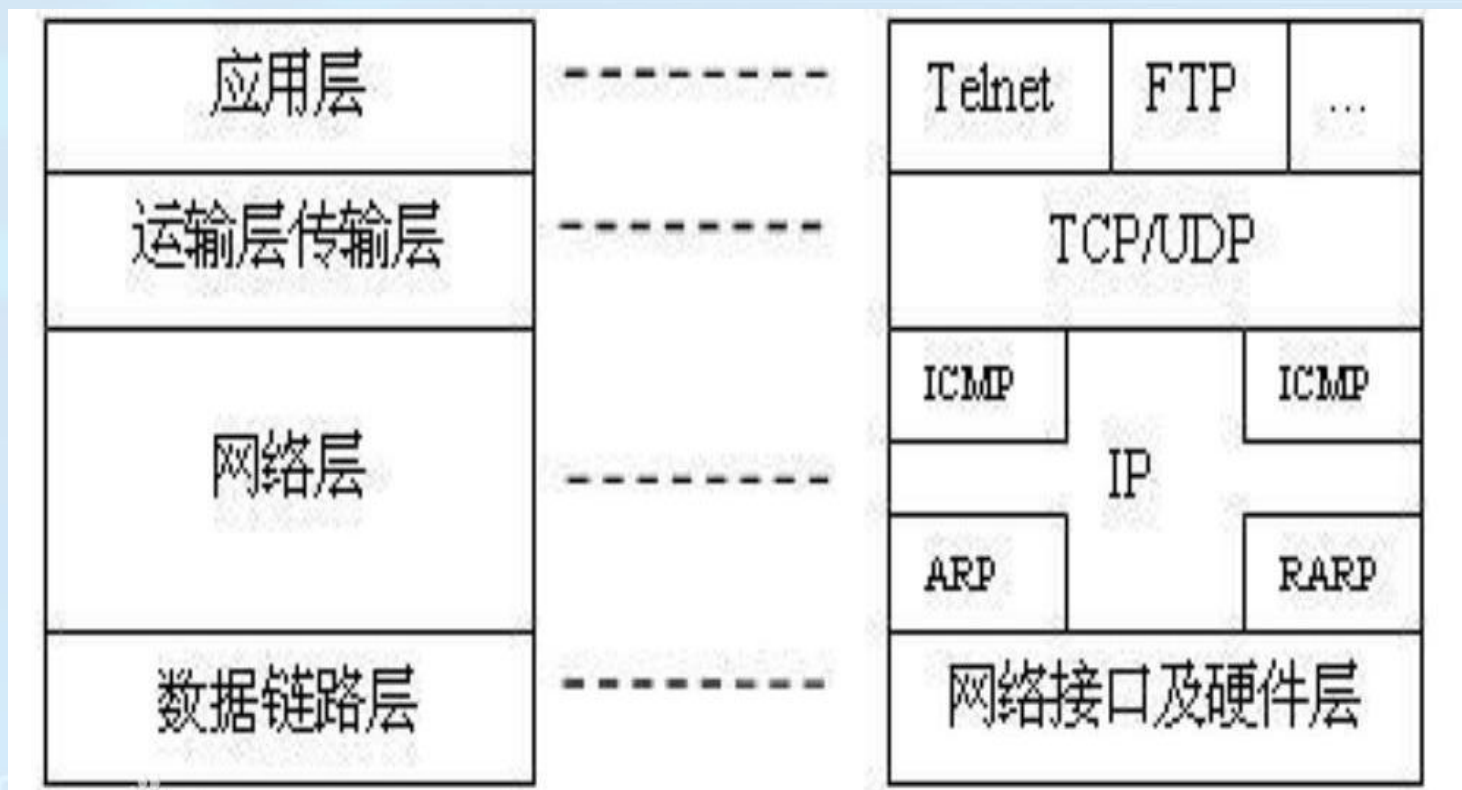 应用层
Telnet FTP ...
运输层传输层
TCP/UDP
ICMP ICMP
网络层
IP
ARP RARP
数据链路层
网络接口及硬件层